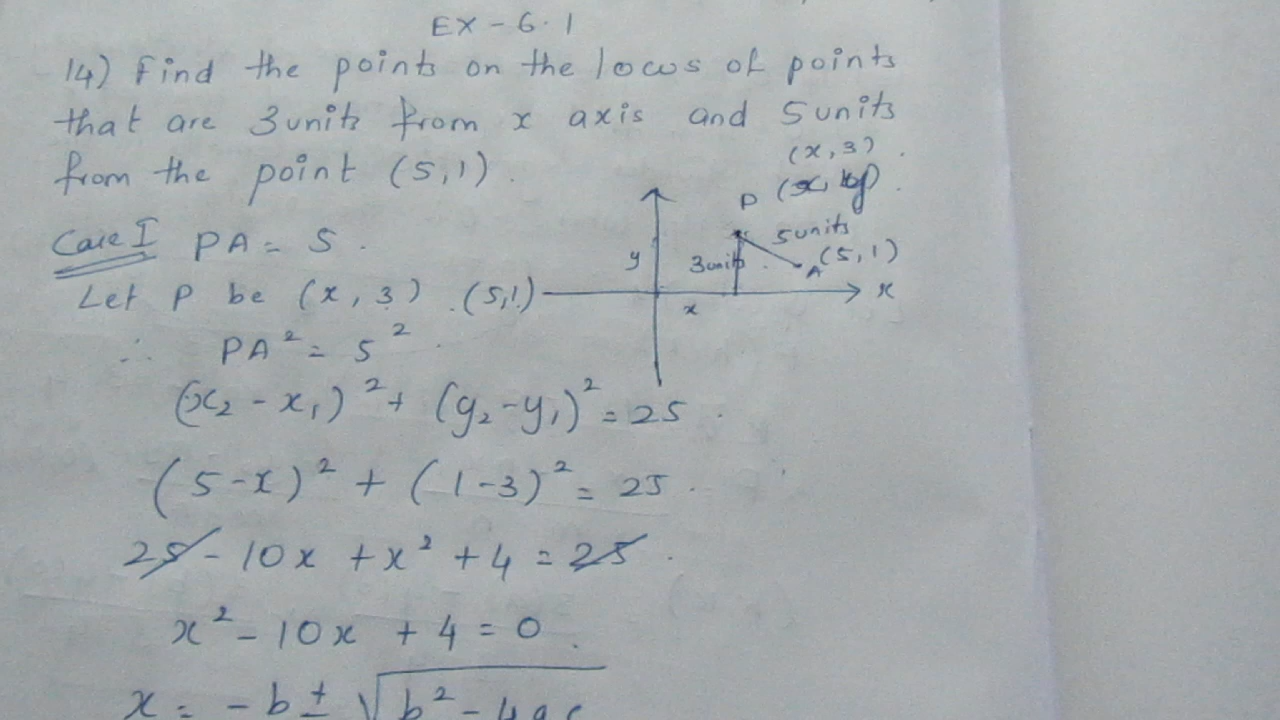 EX - 6.1
14) Find the points on the locus of points
that are 3 units from x axis and 5 units
from the point (5,1).
(x, 3)
P
5 units
(5, 1)
A
3 units
y
x
x
Case I PA = 5.
Let P be (x, 3) (5,1)
∴ PA² = 5²
(x₂ - x₁)² + (y₂ - y₁)² = 25
(5 - x)² + (1 - 3)² = 25
25 - 10x + x² + 4 = 25
x² - 10x + 4 = 0
x = -b ± √b² - 4ac